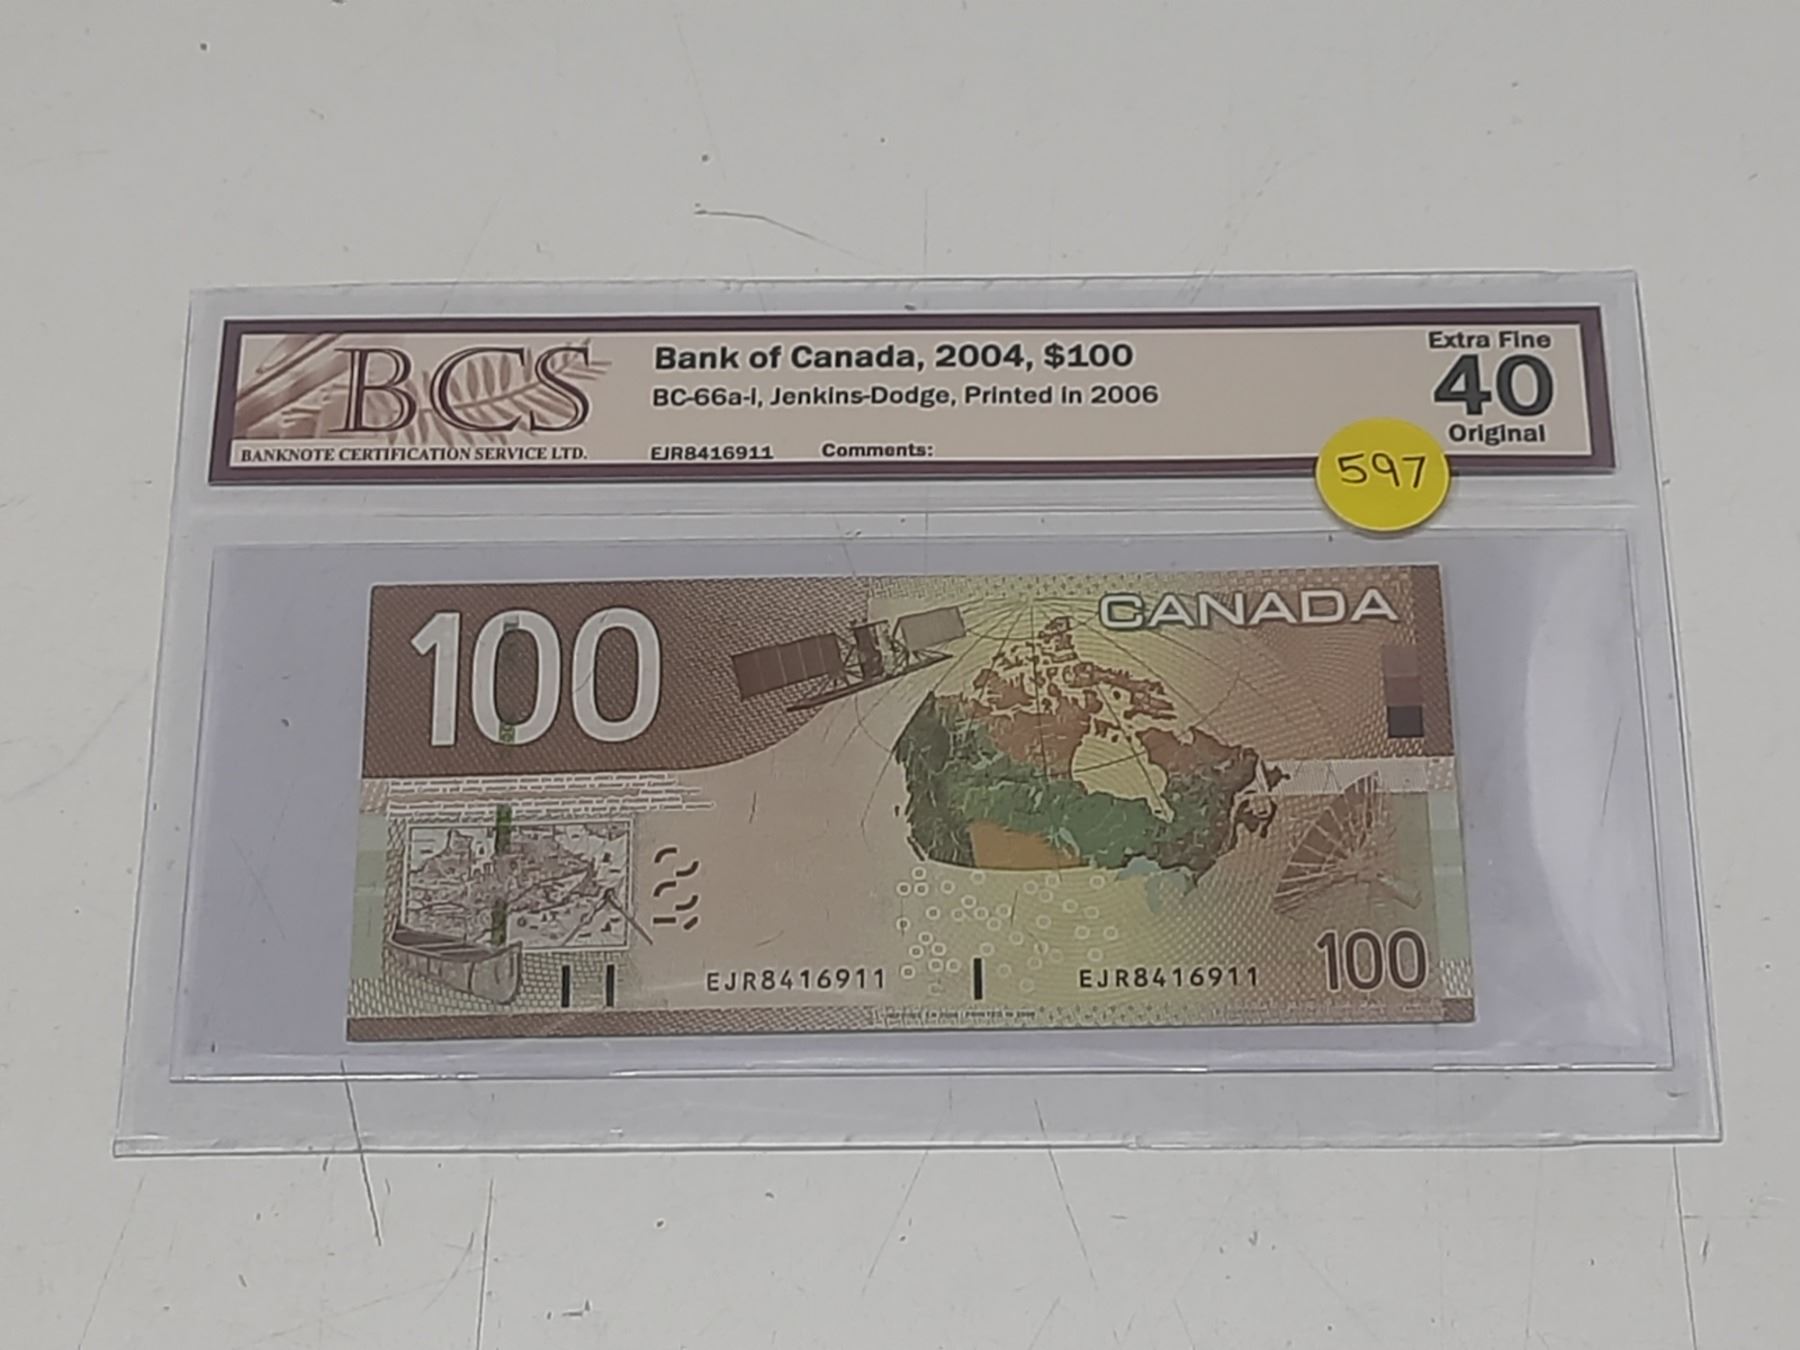 BCS
BANKNOTE CERTIFICATION SERVICE LTD.
Bank of Canada, 2004, $100
BC-66a-i, Jenkins-Dodge, Printed in 2006
EJR8416911 Comments:
Extra Fine
40
Original
597
100
CANADA
EJR8416911
EJR8416911
100